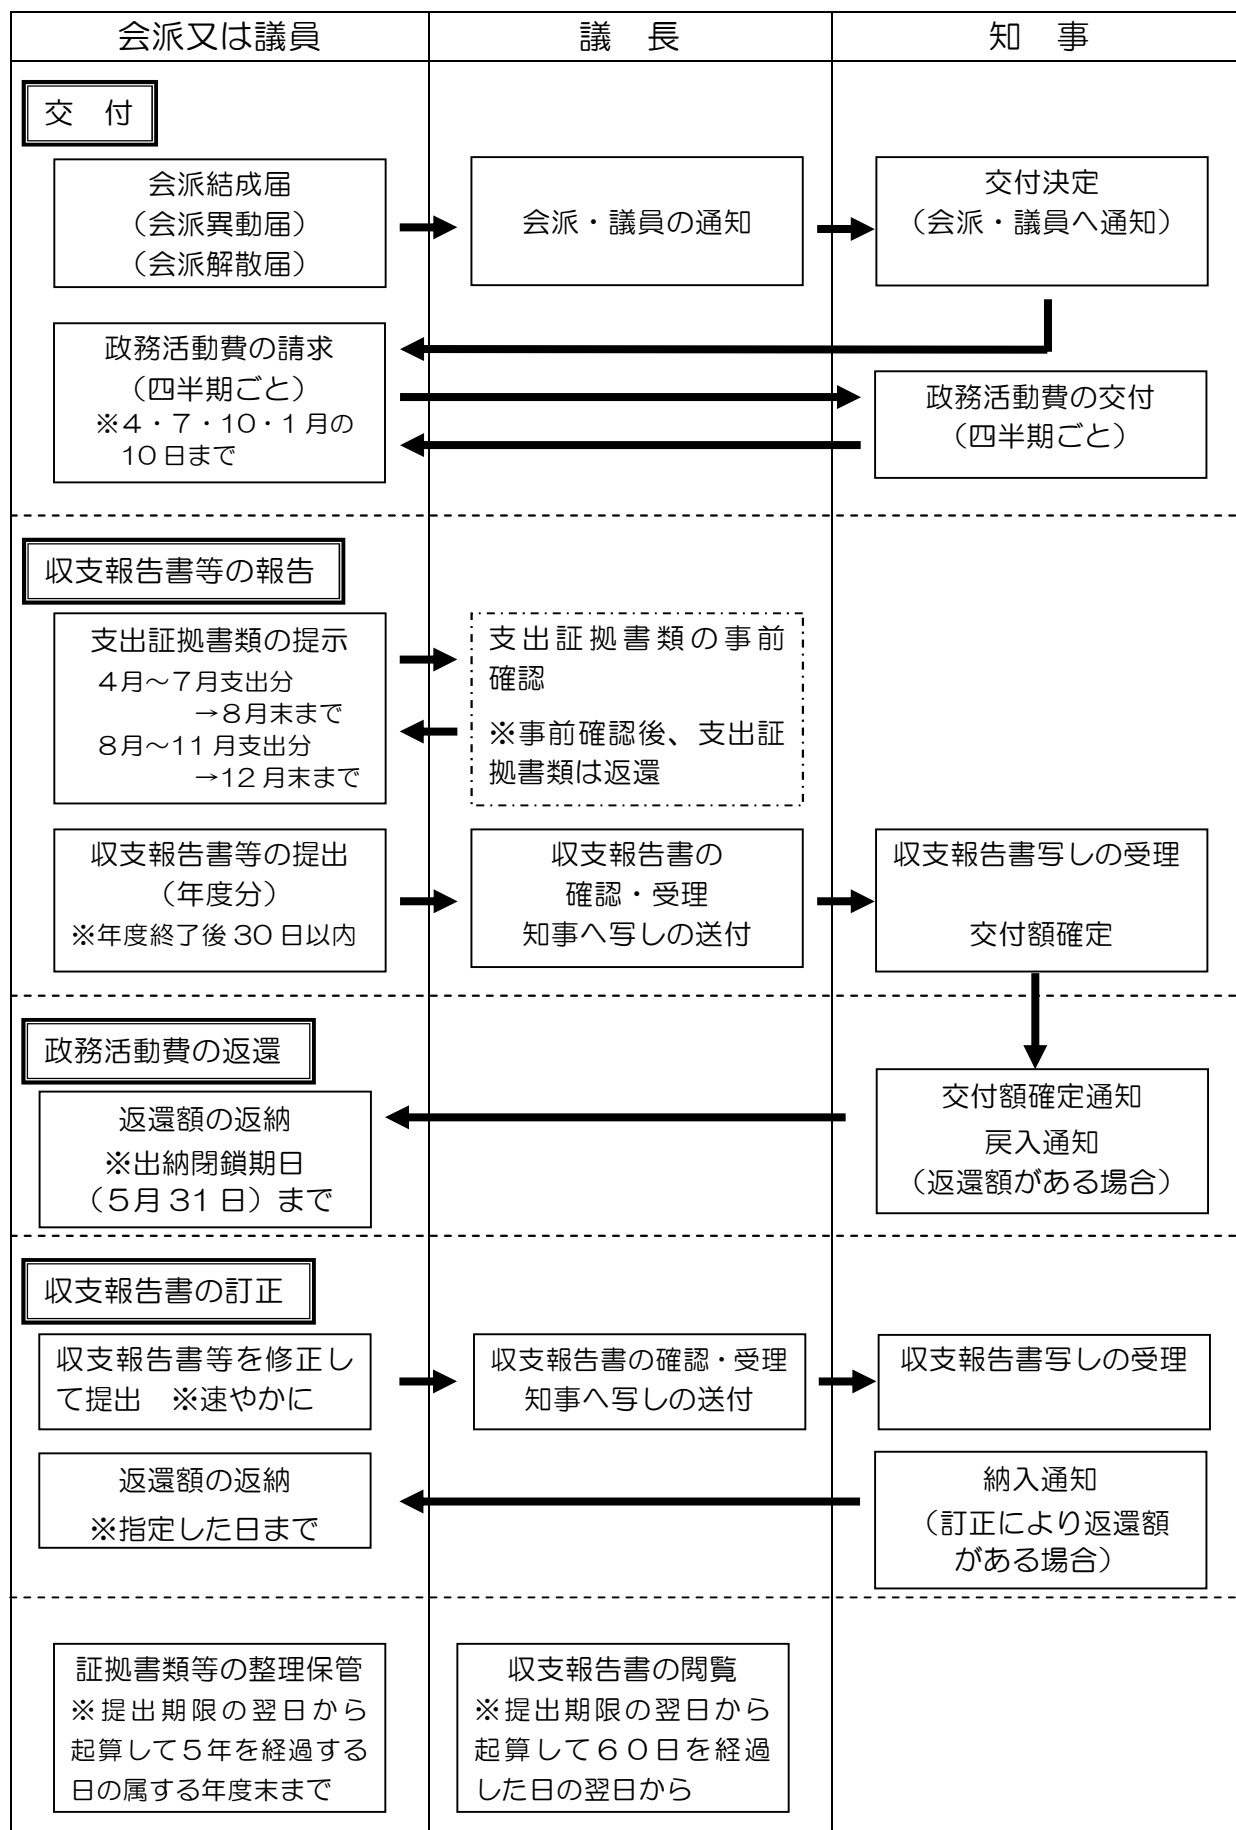 会派又は議員
議　長
知　事
交　付
会派結成届
（会派異動届）
（会派解散届）
会派・議員の通知
交付決定
（会派・議員へ通知）
政務活動費の請求
（四半期ごと）
※４・７・１０・１月の
１０日まで
政務活動費の交付
（四半期ごと）
収支報告書等の報告
支出証拠書類の提示
４月～７月支出分
→８月末まで
８月～１１月支出分
→１２月末まで
支出証拠書類の事前
確認
※事前確認後、支出証
拠書類は返還
収支報告書等の提出
（年度分）
※年度終了後３０日以内
収支報告書の
確認・受理
知事へ写しの送付
収支報告書写しの受理
交付額確定
政務活動費の返還
返還額の返納
※出納閉鎖期日
（５月３１日）まで
交付額確定通知
戻入通知
（返還額がある場合）
収支報告書の訂正
収支報告書等を修正し
て提出　※速やかに
収支報告書の確認・受理
知事へ写しの送付
収支報告書写しの受理
返還額の返納
※指定した日まで
納入通知
（訂正により返還額
がある場合）
証拠書類等の整理保管
※提出期限の翌日から
起算して５年を経過する
日の属する年度末まで
収支報告書の閲覧
※提出期限の翌日から
起算して６０日を経過
した日の翌日から